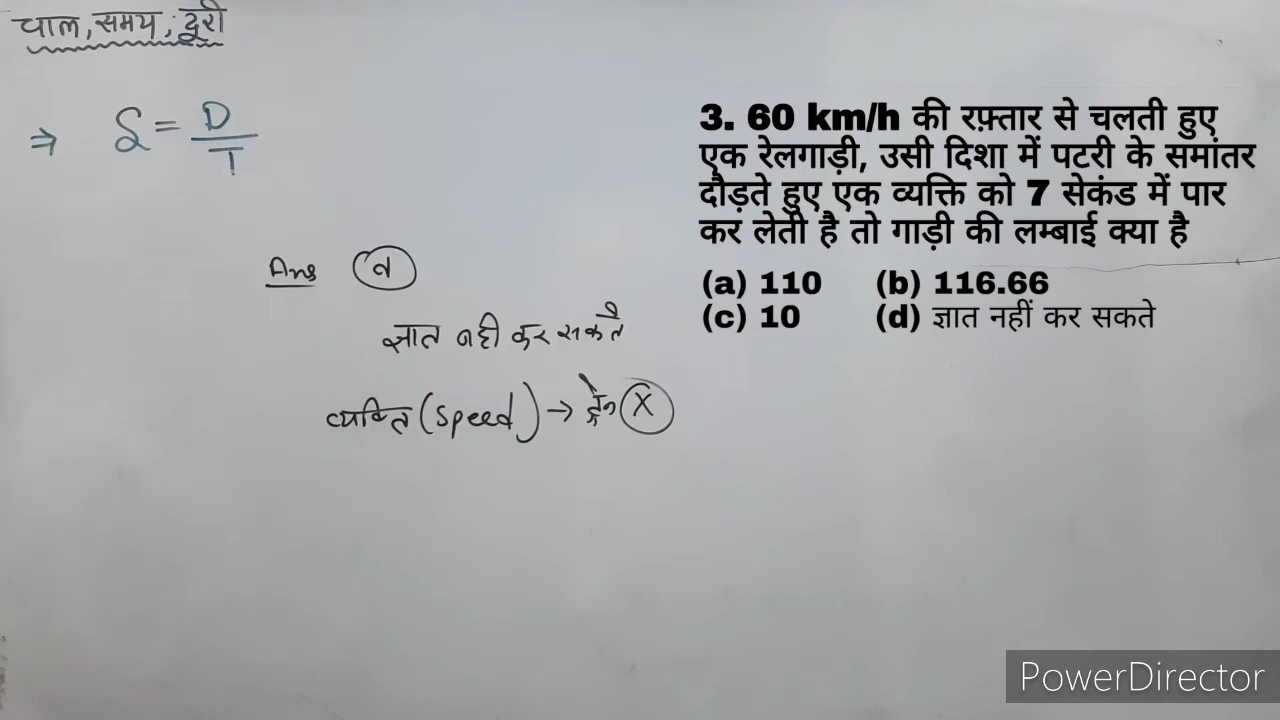 चाल, समय, दूरी
⇒ S = D
T
3. 60 km/h की रफ़्तार से चलती हुए
एक रेलगाड़ी, उसी दिशा में पटरी के समांतर
दौड़ते हुए एक व्यक्ति को 7 सेकंड में पार
कर लेती है तो गाड़ी की लम्बाई क्या है
(a) 110 (b) 116.66
(c) 10 (d) ज्ञात नहीं कर सकते
Ans
ज्ञात नही कर सकते
व्यक्ति (speed) → ट्रेन X
PowerDirector